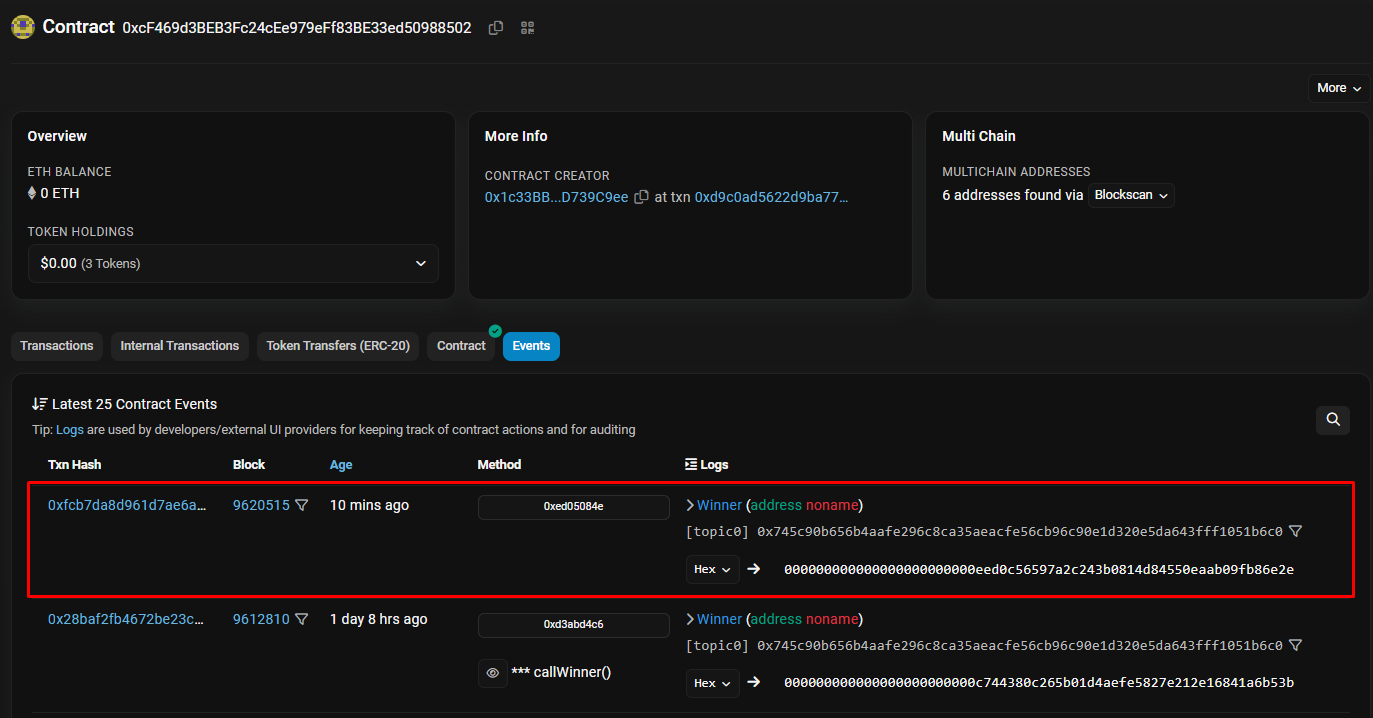 Contract 0xcF469d3BEB3Fc24cEe979eFf83BE33ed50988502
More
Overview
ETH BALANCE
0 ETH
TOKEN HOLDINGS
$0.00 (3 Tokens)
More Info
CONTRACT CREATOR
0x1c33BB...D739C9ee at txn 0xd9c0ad5622d9ba77...
Multi Chain
MULTICHAIN ADDRESSES
6 addresses found via Blockscan
Transactions Internal Transactions Token Transfers (ERC-20) Contract Events
Latest 25 Contract Events
Tip: Logs are used by developers/external UI providers for keeping track of contract actions and for auditing
Txn Hash Block Age Method Logs
0xfcb7da8d961d7ae6a... 9620515 10 mins ago 0xed05084e Winner (address noname)
[topic0] 0x745c90b656b4aafe296c8ca35aeacfe56cb96c90e1d320e5da643fff1051b6c0
Hex 000000000000000000000000eed0c56597a2c243b0814d84550eaab09fb86e2e
0x28baf2fb4672be23c... 9612810 1 day 8 hrs ago 0xd3abd4c6 Winner (address noname)
[topic0] 0x745c90b656b4aafe296c8ca35aeacfe56cb96c90e1d320e5da643fff1051b6c0
*** callWinner()
Hex 000000000000000000000000c744380c265b01d4aefe5827e212e16841a6b53b